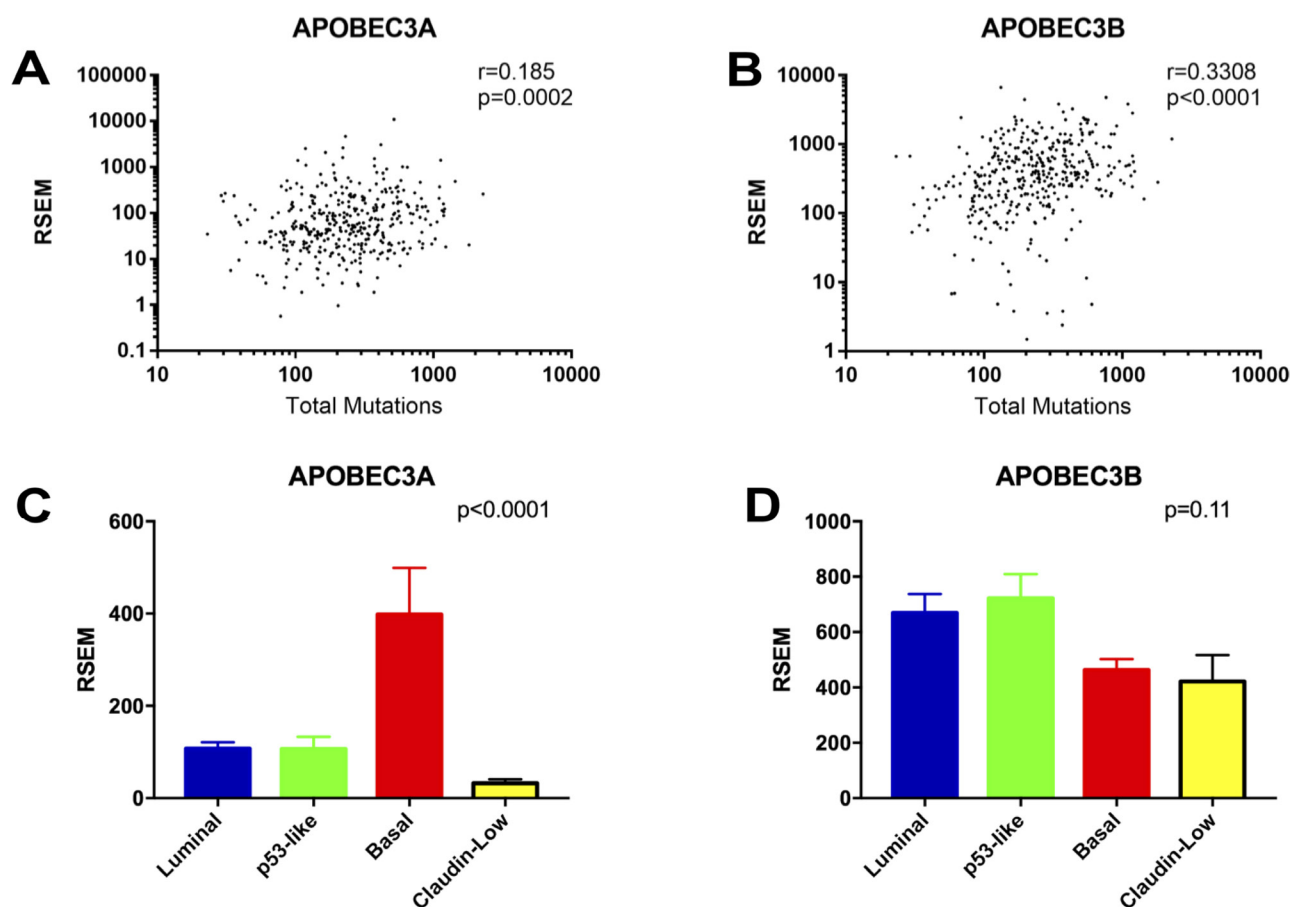 APOBEC3A
A
r=0.185
p=0.0002
RSEM
100000
10000
1000
100
10
1
0.1
10
100
1000
10000
Total Mutations
APOBEC3B
B
r=0.3308
p<0.0001
RSEM
10000
1000
100
10
1
10
100
1000
10000
Total Mutations
APOBEC3A
C
p<0.0001
RSEM
600
400
200
0
Luminal
p53-like
Basal
Claudin-Low
APOBEC3B
D
p=0.11
RSEM
1000
800
600
400
200
0
Luminal
p53-like
Basal
Claudin-Low